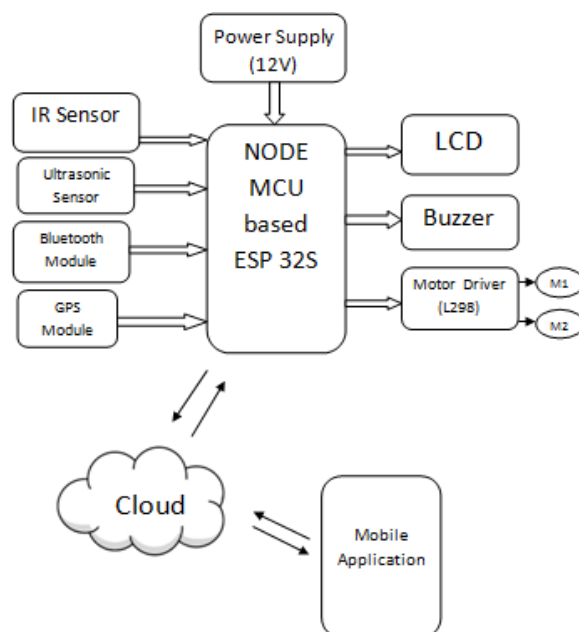 Power Supply
(12V)
IR Sensor
Ultrasonic
Sensor
Bluetooth
Module
GPS
Module
NODE
MCU
based
ESP 32S
LCD
Buzzer
Motor Driver
(L298)
M1
M2
Cloud
Mobile
Application